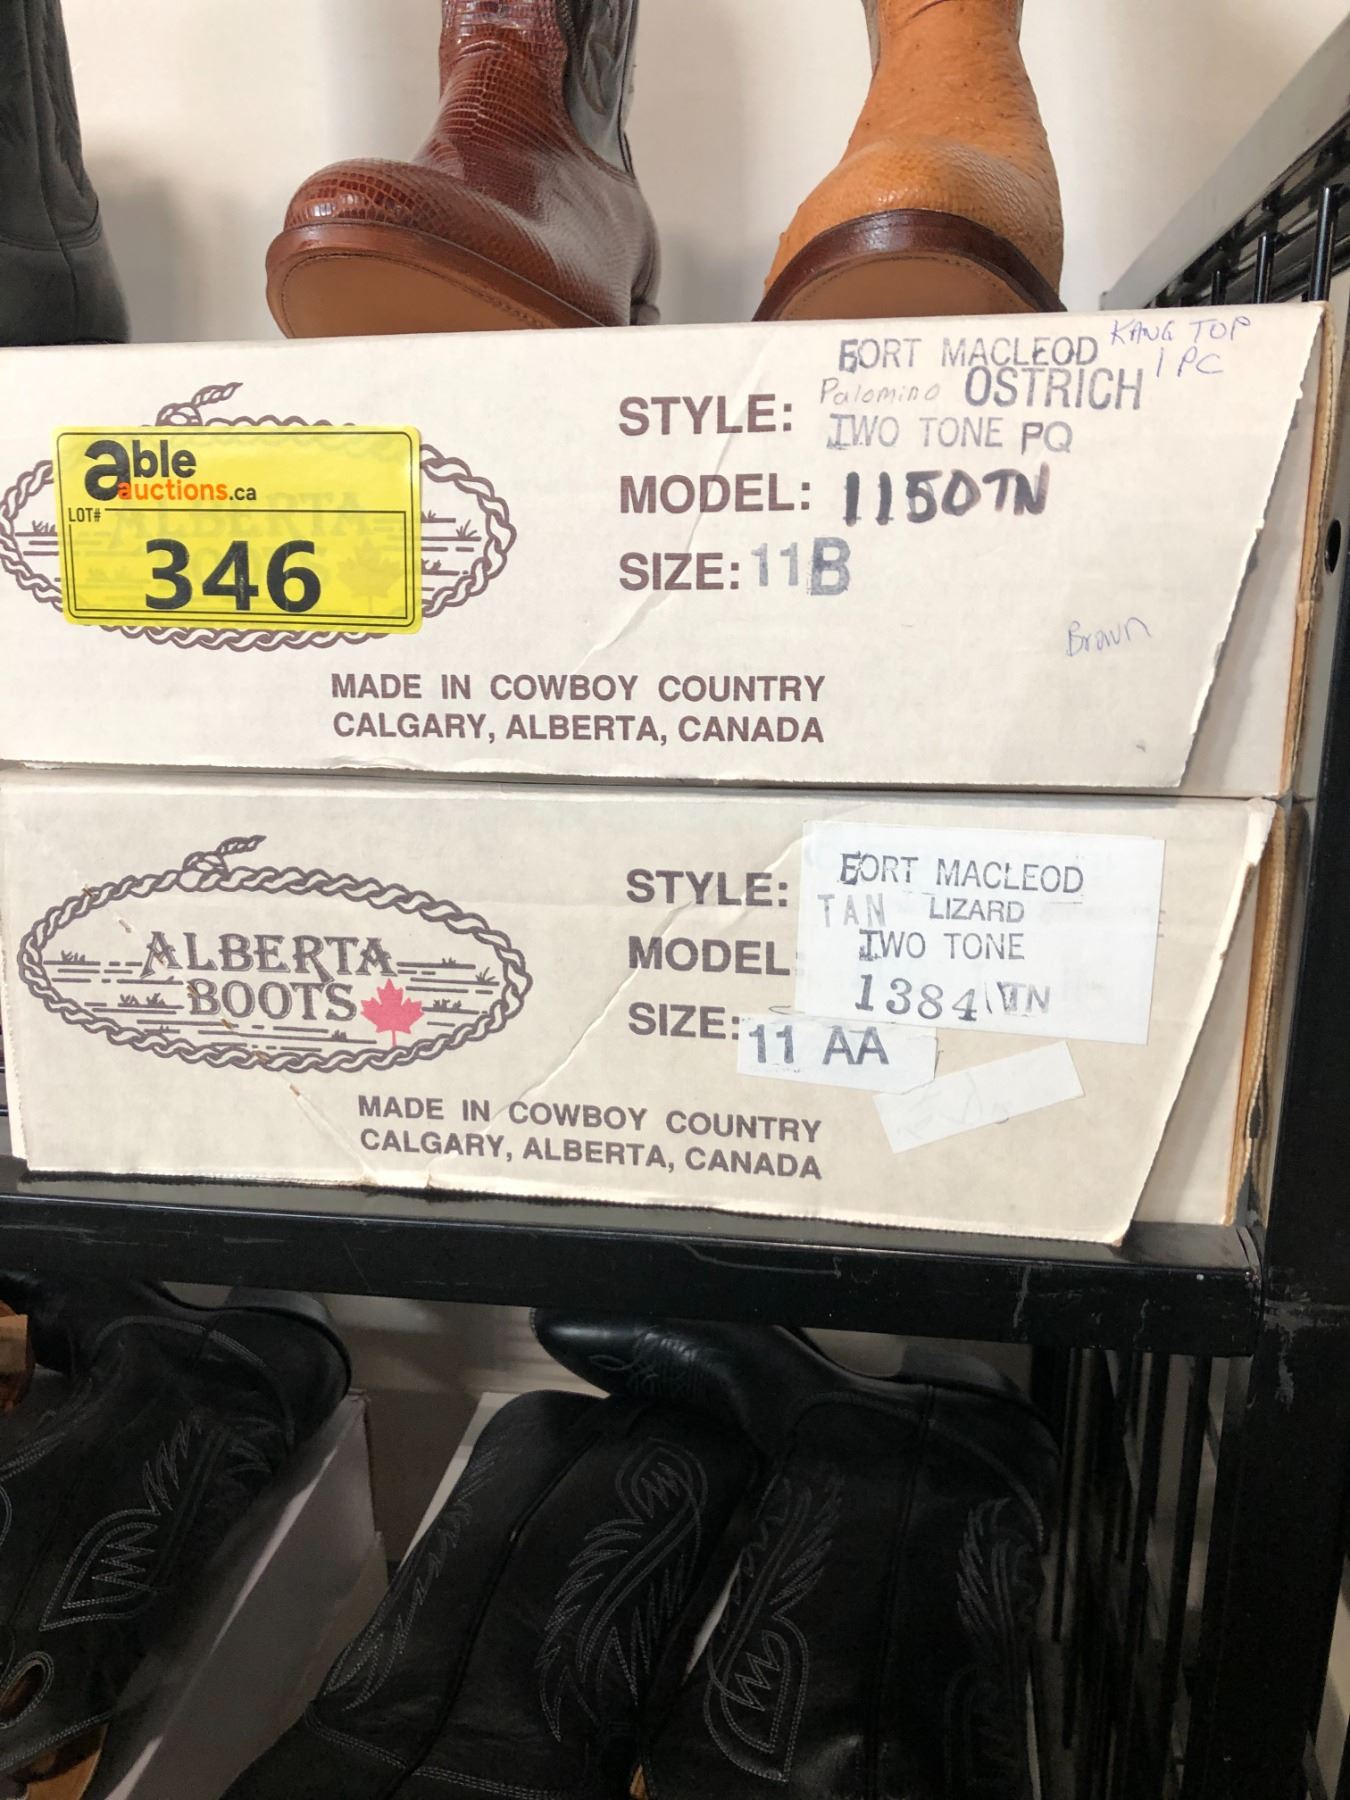 FORT MACLEOD KANG TOP
STYLE: Palomino OSTRICH 1 PC
TWO TONE PQ
MODEL: 1150TN
SIZE: 11B
Brown
able
auctions.ca
LOT#
346
MADE IN COWBOY COUNTRY
CALGARY, ALBERTA, CANADA
ALBERTA
BOOTS
STYLE: FORT MACLEOD
TAN LIZARD
TWO TONE
MODEL 1384 TN
SIZE: 11 AA
MADE IN COWBOY COUNTRY
CALGARY, ALBERTA, CANADA